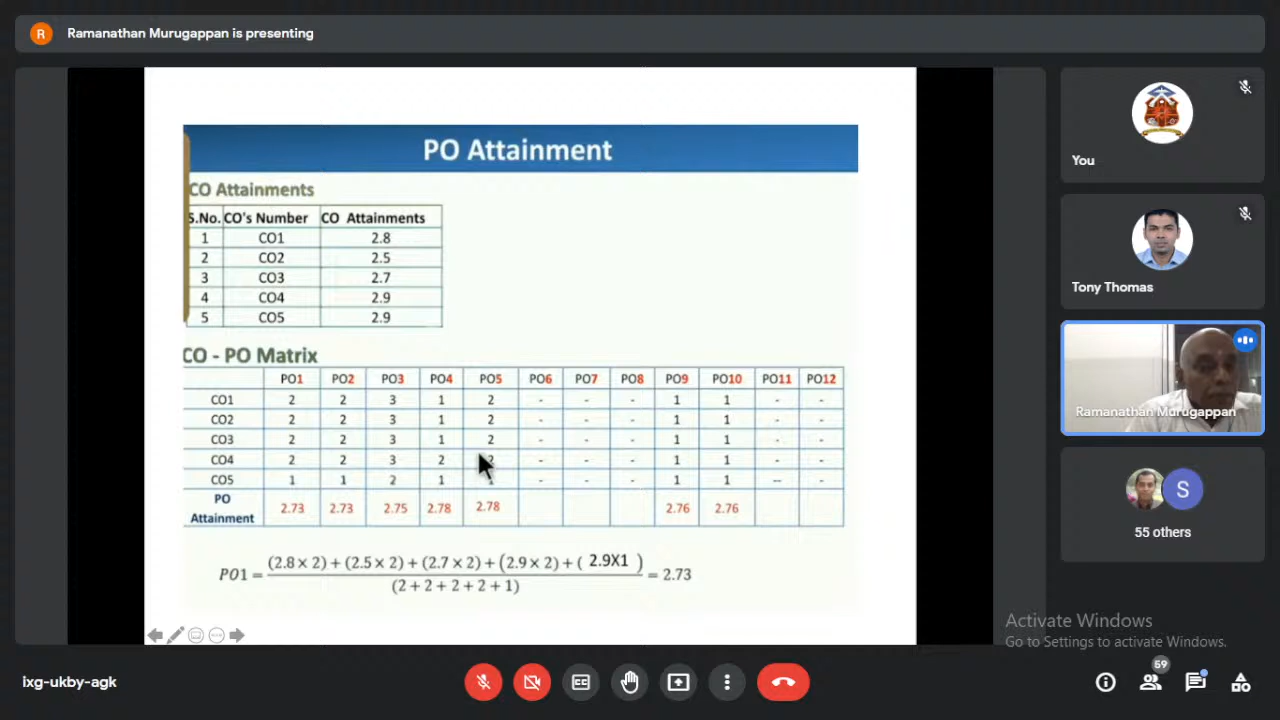 R Ramanathan Murugappan is presenting
PO Attainment
CO Attainments
S.No. CO's Number CO Attainments
1 CO1 2.8
2 CO2 2.5
3 CO3 2.7
4 CO4 2.9
5 CO5 2.9
CO - PO Matrix
PO1 PO2 PO3 PO4 PO5 PO6 PO7 PO8 PO9 PO10 PO11 PO12
CO1 2 2 3 1 2 - - - 1 1 - -
CO2 2 2 3 1 2 - - - 1 1 - -
CO3 2 2 3 1 2 - - - 1 1 - -
CO4 2 2 3 2 2 - - - 1 1 - -
CO5 1 1 2 1 - - - 1 1 -- -
PO
Attainment 2.73 2.73 2.75 2.78 2.78 2.76 2.76
(2.8 × 2) + (2.5 × 2) + (2.7 × 2) + (2.9 × 2) + ( 2.9X1 )
PO1 = = 2.73
(2 + 2 + 2 + 2 + 1)
You
Tony Thomas
Ramanathan Murugappan
S
55 others
Activate Windows
Go to Settings to activate Windows.
ixg-ukby-agk
59